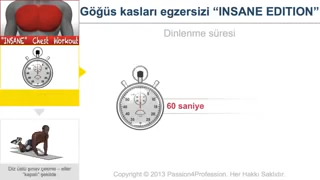 Göğüs kasları egzersizi “INSANE EDITION”
"INSANE" Chest Workout
Dinlenme süresi
60 saniye
Diz üstü şınav çekme – eller
"kapalı" şekilde
Copyright © 2013 Passion4Profession. Her Hakkı Saklıdır.